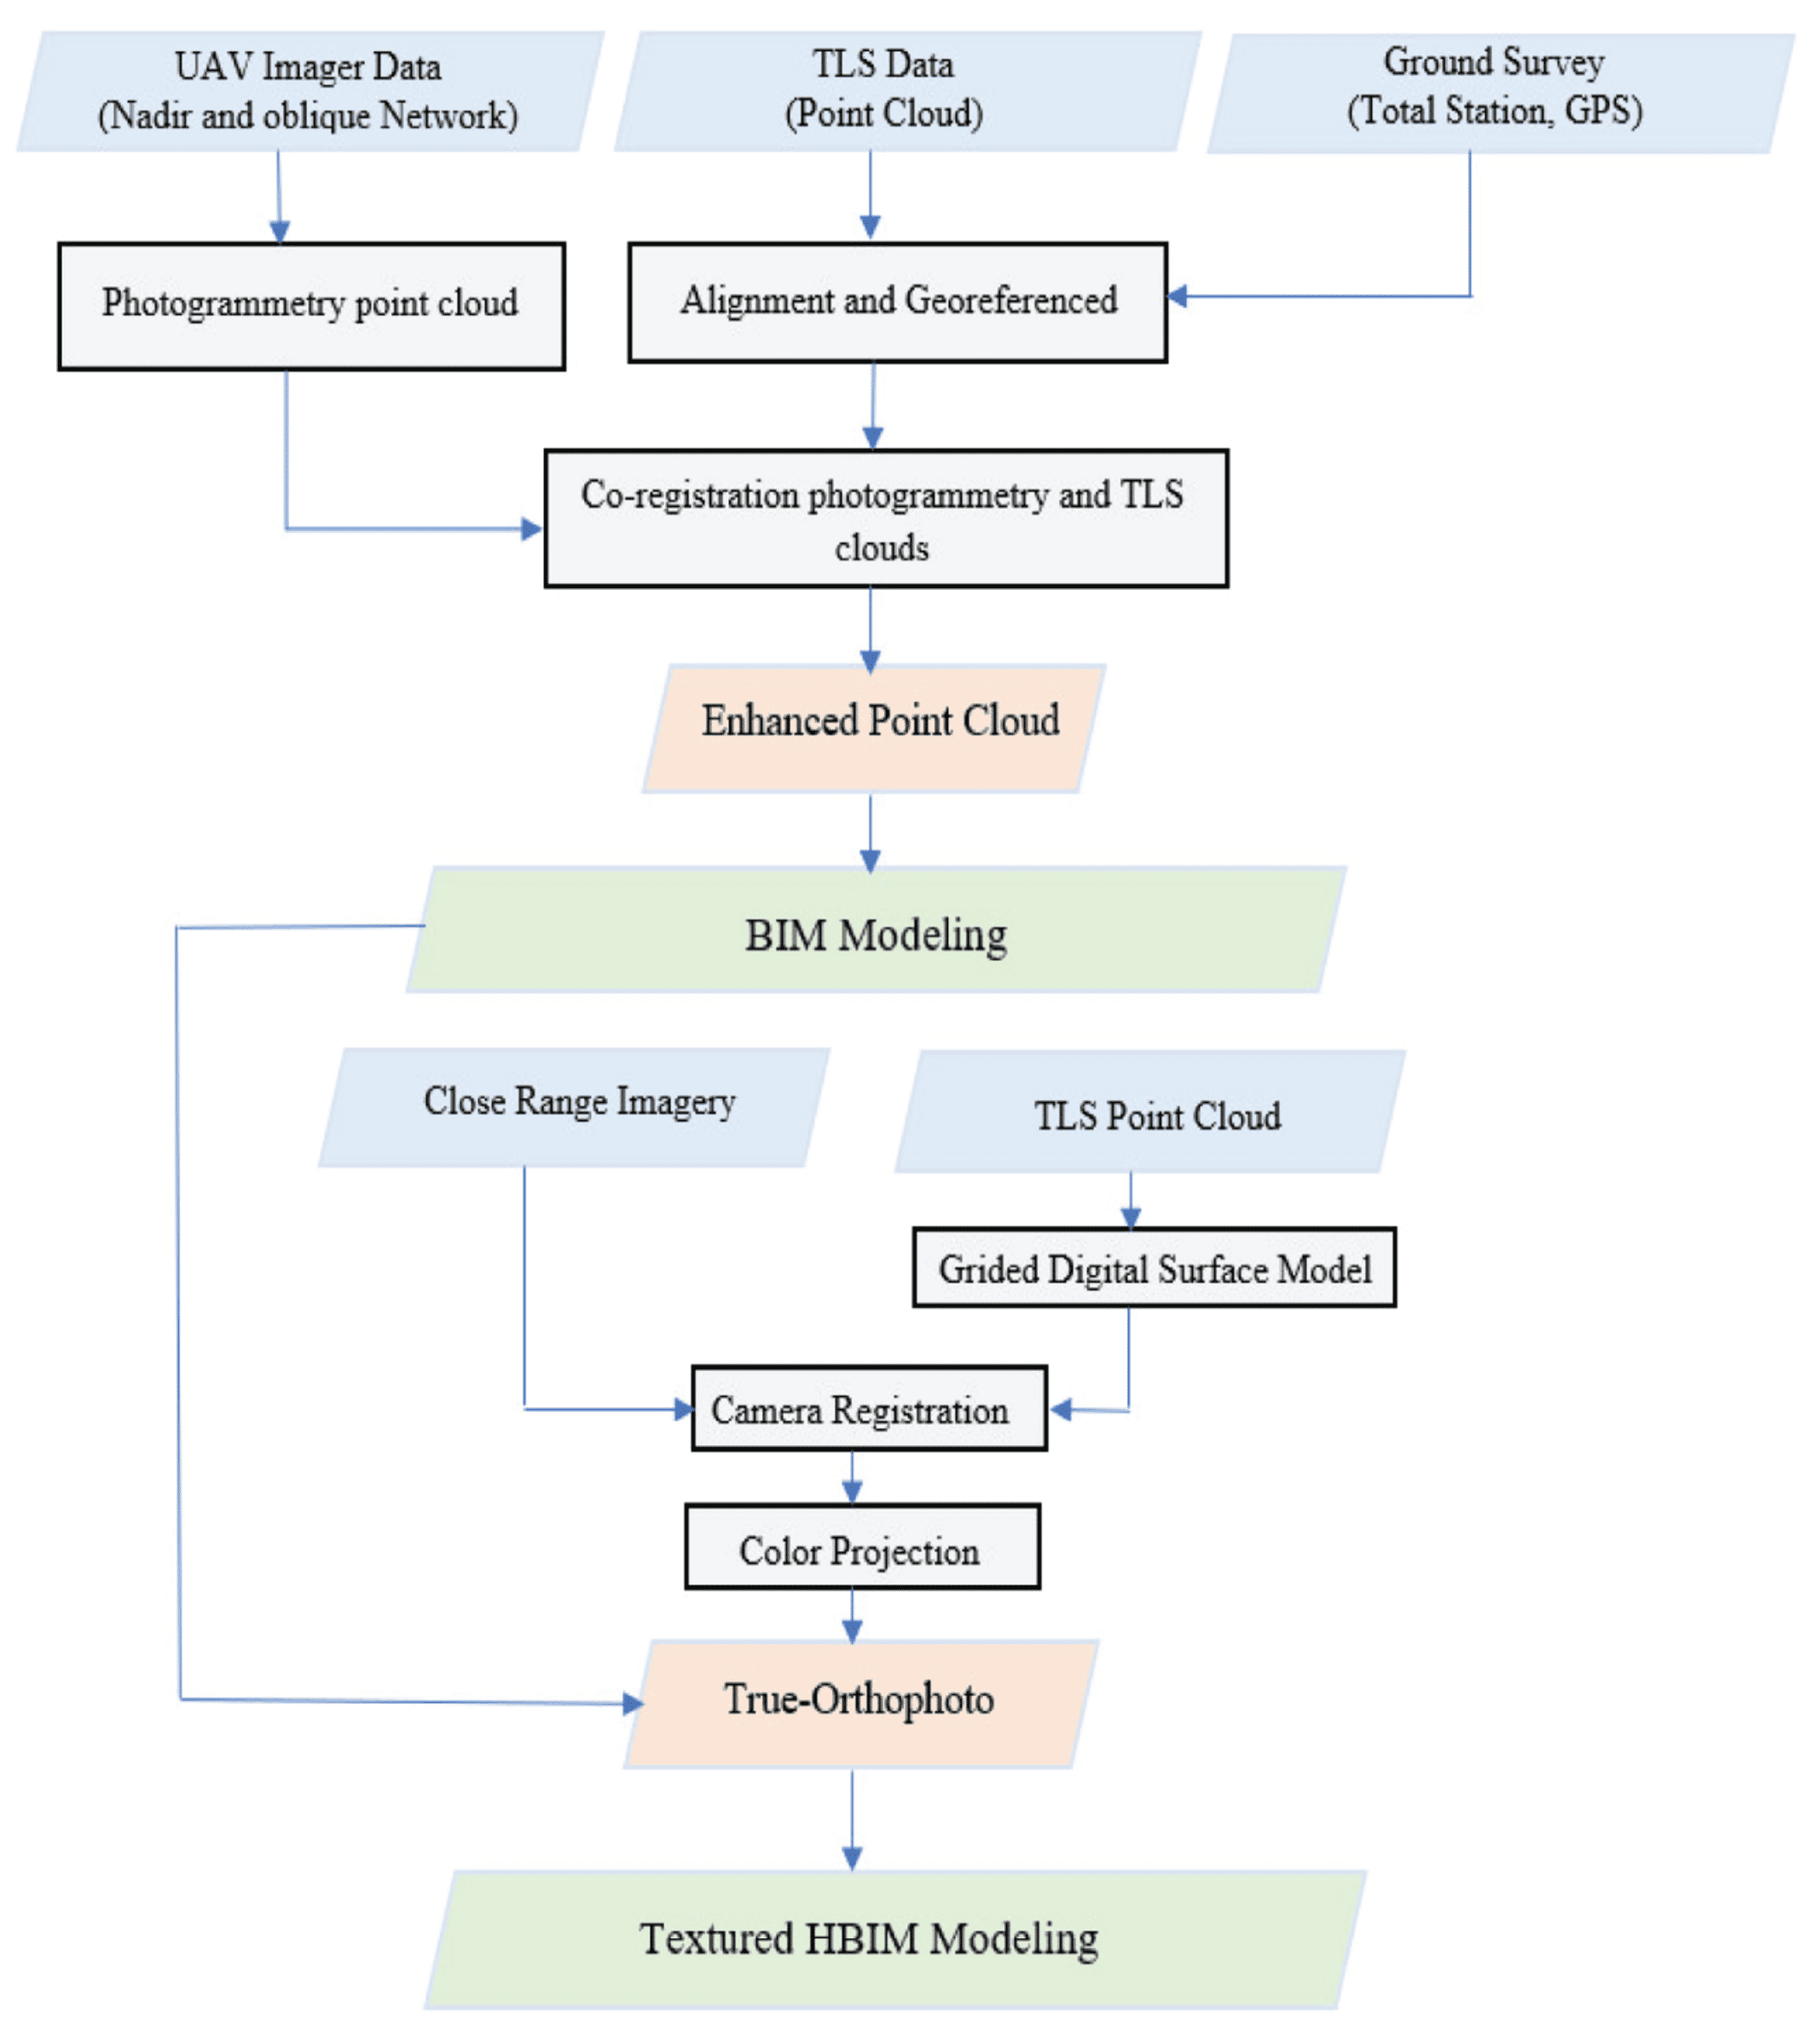 UAV Imager Data
(Nadir and oblique Network)
TLS Data
(Point Cloud)
Ground Survey
(Total Station, GPS)
Photogrammetry point cloud
Alignment and Georeferenced
Co-registration photogrammetry and TLS
clouds
Enhanced Point Cloud
BIM Modeling
Close Range Imagery
TLS Point Cloud
Grided Digital Surface Model
Camera Registration
Color Projection
True-Orthophoto
Textured HBIM Modeling